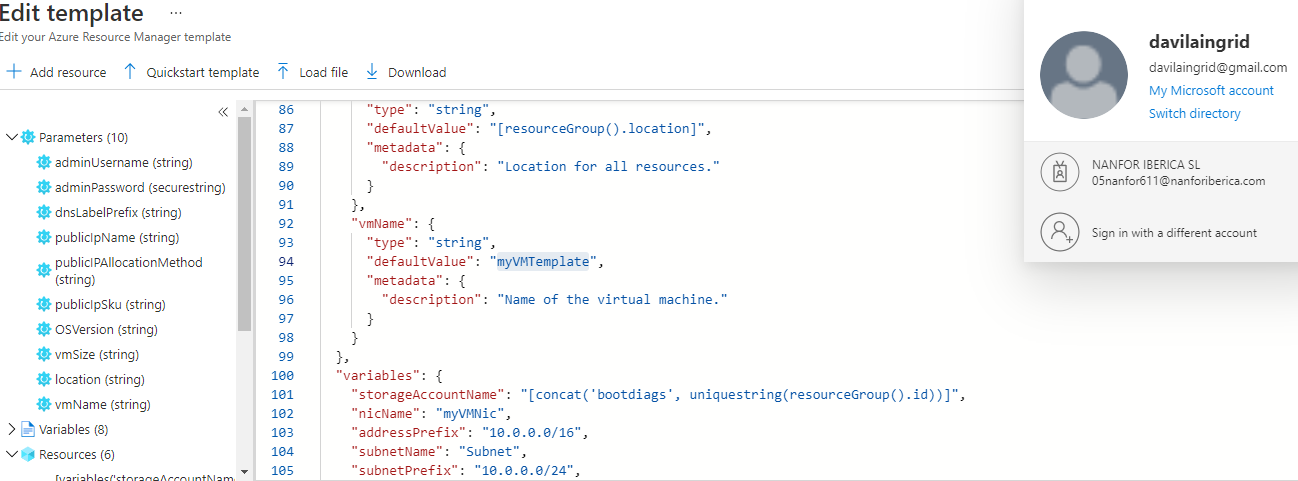 Edit template ...
Edit your Azure Resource Manager template
Add resource
Quickstart template
Load file
Download
Parameters (10)
adminUsername (string)
adminPassword (securestring)
dnsLabelPrefix (string)
publicIpName (string)
publicIPAllocationMethod
(string)
publicIpSku (string)
OSVersion (string)
vmSize (string)
location (string)
vmName (string)
Variables (8)
Resources (6)
[variables('storageAccountNam
86 "type": "string",
87 "defaultValue": "[resourceGroup().location]",
88 "metadata": {
89 "description": "Location for all resources."
90 }
91 },
92 "vmName": {
93 "type": "string",
94 "defaultValue": "myVMTemplate",
95 "metadata": {
96 "description": "Name of the virtual machine."
97 }
98 }
99 },
100 "variables": {
101 "storageAccountName": "[concat('bootdiags', uniquestring(resourceGroup().id))]",
102 "nicName": "myVMNic",
103 "addressPrefix": "10.0.0.0/16",
104 "subnetName": "Subnet",
105 "subnetPrefix": "10.0.0.0/24",
davilaingrid
davilaingrid@gmail.com
My Microsoft account
Switch directory
NANFOR IBERICA SL
05nanfor611@nanforiberica.com
Sign in with a different account